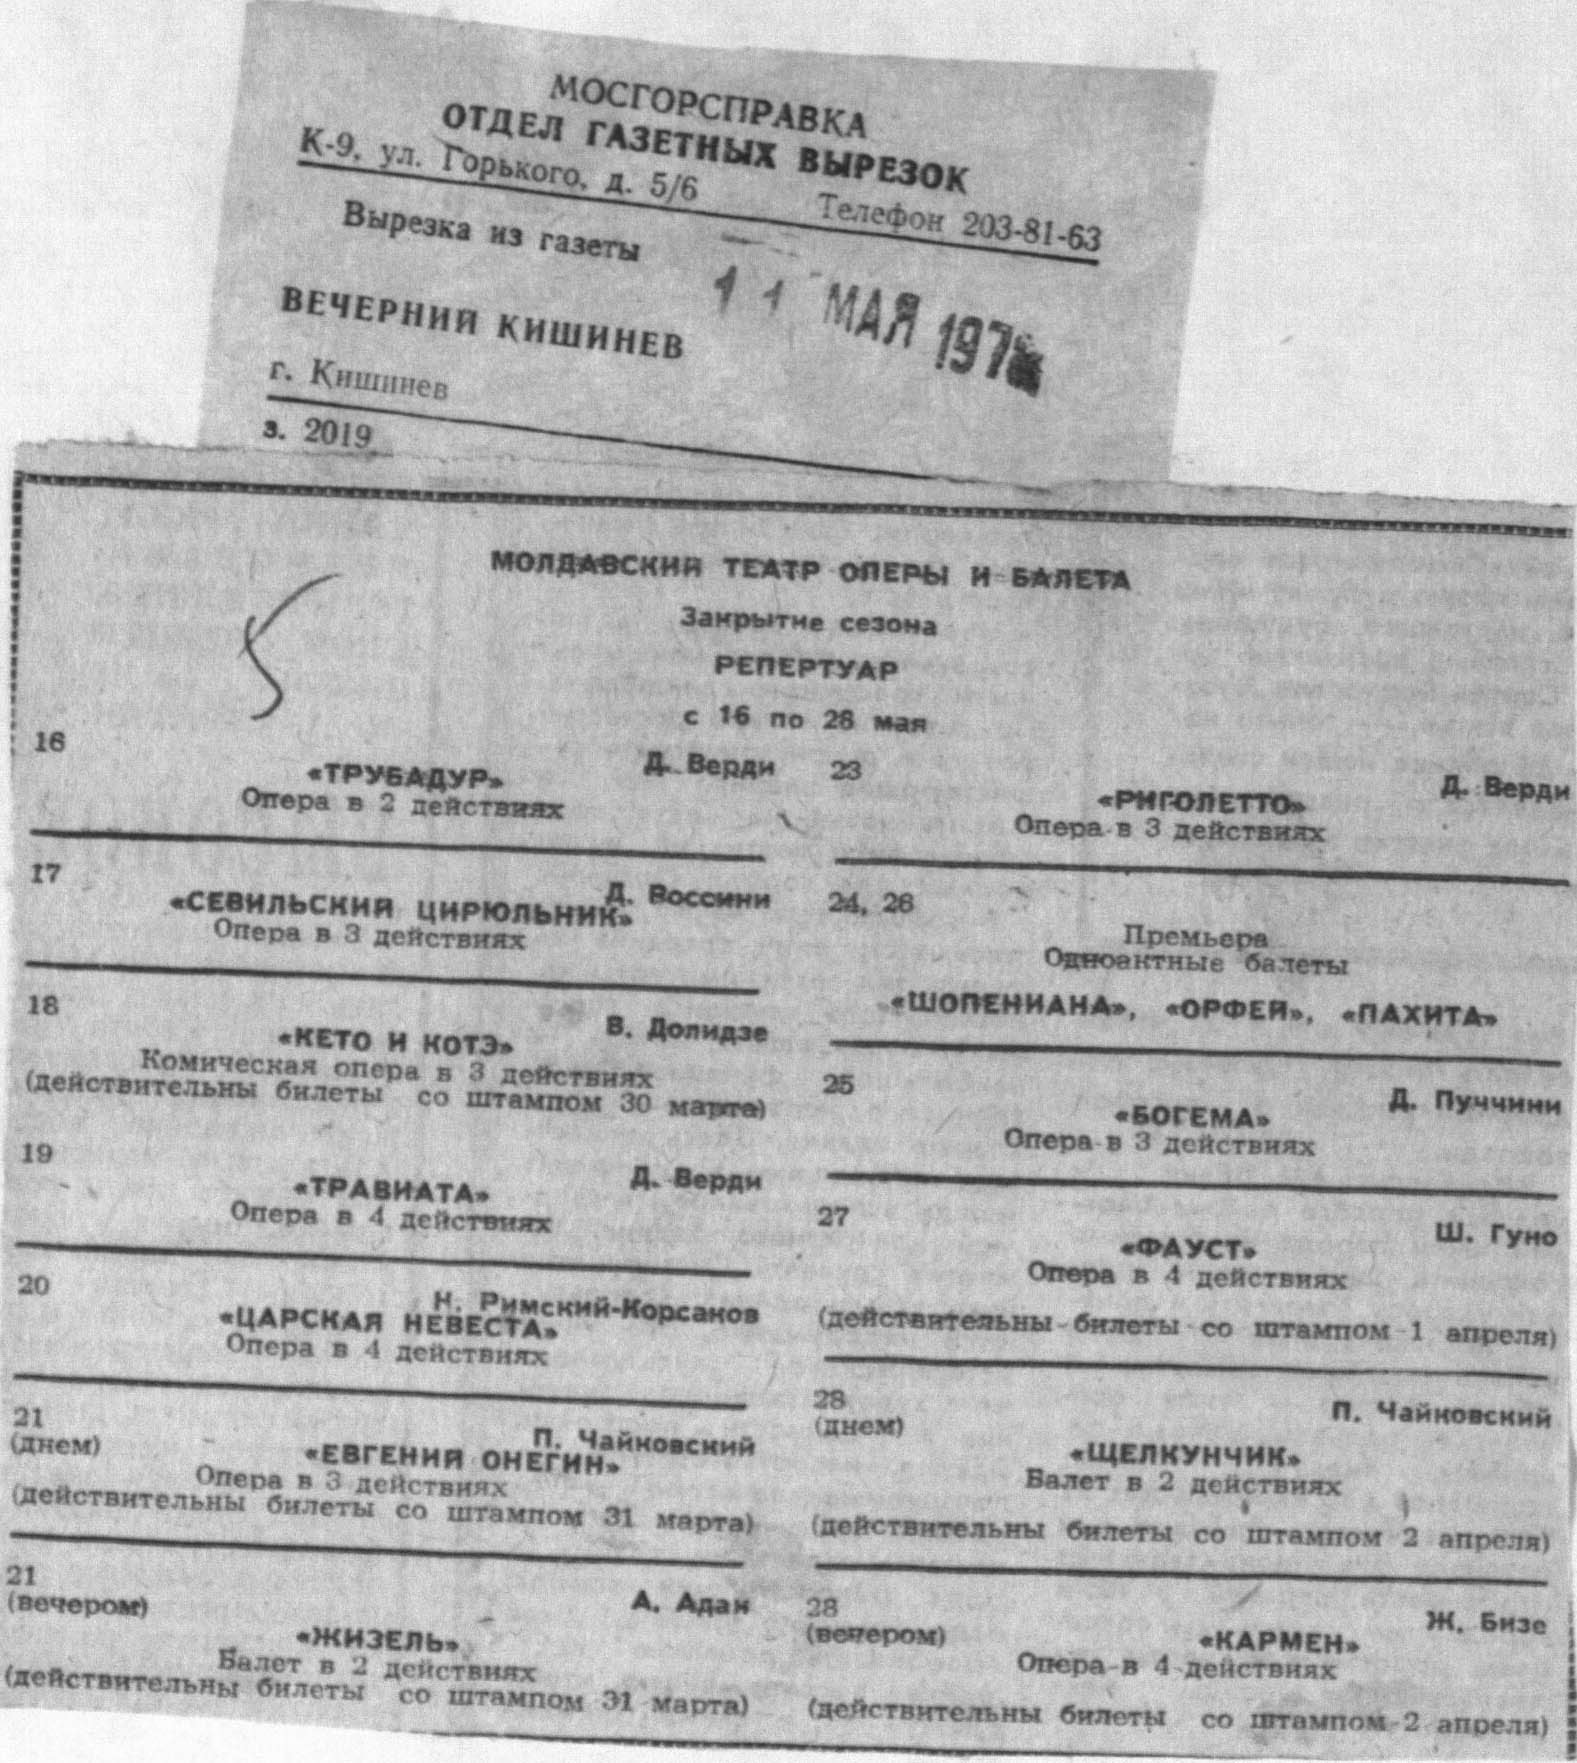 МОСГОРСПРАВКА
ОТДЕЛ ГАЗЕТНЫХ ВЫРЕЗОК
К-9, ул. Горького, д. 5/6 Телефон 203-81-63
Вырезка из газеты
11 МАЯ 197
ВЕЧЕРНИЙ КИШИНЕВ
г. Кишинев
з. 2019
МОЛДАВСКИЙ ТЕАТР ОПЕРЫ И БАЛЕТА
Закрытие сезона
РЕПЕРТУАР
с 16 по 28 мая
16
Д. Верди
«ТРУБАДУР»
Опера в 2 действиях
17
Д. Россини
«СЕВИЛЬСКИЙ ЦИРЮЛЬНИК»
Опера в 3 действиях
18
В. Долидзе
«КЕТО И КОТЭ»
Комическая опера в 3 действиях
(действительны билеты со штампом 30 марта)
19
Д. Верди
«ТРАВИАТА»
Опера в 4 действиях
20
Н. Римский-Корсаков
«ЦАРСКАЯ НЕВЕСТА»
Опера в 4 действиях
21
(днем)
П. Чайковский
«ЕВГЕНИЙ ОНЕГИН»
Опера в 3 действиях
(действительны билеты со штампом 31 марта)
21
(вечером)
А. Адан
«ЖИЗЕЛЬ»
Балет в 2 действиях
(действительны билеты со штампом 31 марта)
23
Д. Верди
«РИГОЛЕТТО»
Опера в 3 действиях
24, 26
Премьера
Одноактные балеты
«ШОПЕНИАНА», «ОРФЕЙ», «ПАХИТА»
25
Д. Пуччини
«БОГЕМА»
Опера в 3 действиях
27
Ш. Гуно
«ФАУСТ»
Опера в 4 действиях
(действительны билеты со штампом 1 апреля)
28
(днем)
П. Чайковский
«ЩЕЛКУНЧИК»
Балет в 2 действиях
(действительны билеты со штампом 2 апреля)
28
(вечером)
Ж. Бизе
«КАРМЕН»
Опера в 4 действиях
(действительны билеты со штампом 2 апреля)